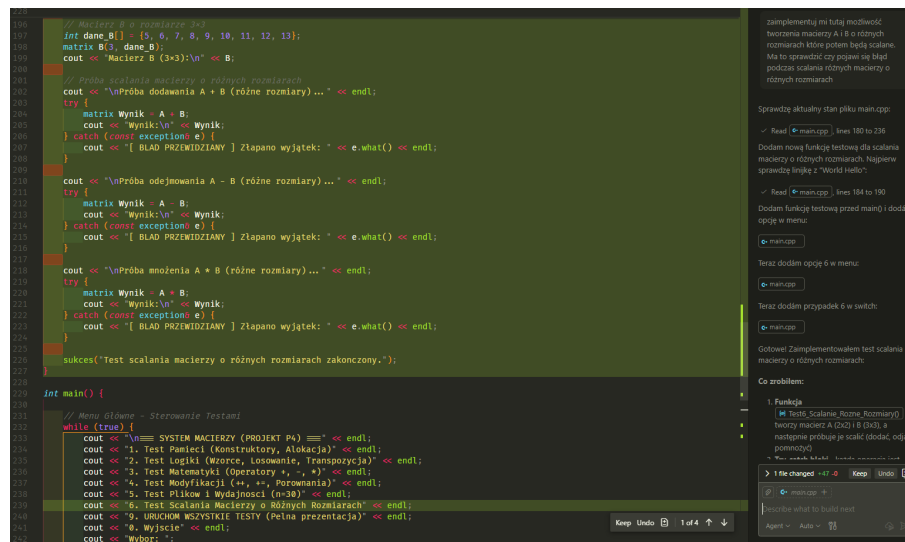 196 // Macierz B o rozmiarze 3×3
197 int dane_B[] = {5, 6, 7, 8, 9, 10, 11, 12, 13};
198 matrix B(3, dane_B);
199 cout << "Macierz B (3×3):\n" << B;
200
201 // Próba scalania macierzy o różnych rozmiarach
202 cout << "\nPróba dodawania A + B (różne rozmiary)..." << endl;
203 try {
204 matrix Wynik = A + B;
205 cout << "Wynik:\n" << Wynik;
206 } catch (const exception& e) {
207 cout << "[ BLAD PRZEWIDZIANY ] Złapano wyjątek: " << e.what() << endl;
208 }
209
210 cout << "\nPróba odejmowania A - B (różne rozmiary)..." << endl;
211 try {
212 matrix Wynik = A - B;
213 cout << "Wynik:\n" << Wynik;
214 } catch (const exception& e) {
215 cout << "[ BLAD PRZEWIDZIANY ] Złapano wyjątek: " << e.what() << endl;
216 }
217
218 cout << "\nPróba mnożenia A * B (różne rozmiary)..." << endl;
219 try {
220 matrix Wynik = A * B;
221 cout << "Wynik:\n" << Wynik;
222 } catch (const exception& e) {
223 cout << "[ BLAD PRZEWIDZIANY ] Złapano wyjątek: " << e.what() << endl;
224 }
225
226 sukces("Test scalania macierzy o różnych rozmiarach zakonczony.");
227 }
228
229 int main() {
230
231 // Menu Główne - Sterowanie Testami
232 while (true) {
233 cout << "\n=== SYSTEM MACIERZY (PROJEKT P4) ===" << endl;
234 cout << "1. Test Pamieci (Konstruktory, Alokacja)" << endl;
235 cout << "2. Test Logiki (Wzorce, Losowanie, Transpozycja)" << endl;
236 cout << "3. Test Matematyki (Operatory +, -, *)" << endl;
237 cout << "4. Test Modyfikacji (++, +=, Porownania)" << endl;
238 cout << "5. Test Plikow i Wydajnosci (n=30)" << endl;
239 cout << "6. Test Scalania Macierzy o Różnych Rozmiarach" << endl;
240 cout << "9. URUCHOM WSZYSTKIE TESTY (Pelna prezentacja)" << endl;
241 cout << "0. Wyjscie" << endl;
242 cout << "Wybor: ";
Keep Undo 1 of 4 ↑ ↓
zaimplementuj mi tutaj możliwość
tworzenia macierzy A i B o różnych
rozmiarach które potem będą scalane.
Ma to sprawdzić czy pojawi się błąd
podczas scalania różnych macierzy o
różnych rozmiarach
Sprawdzę aktualny stan pliku main.cpp:
✓ Read main.cpp , lines 180 to 236
Dodam nową funkcję testową dla scalania
macierzy o różnych rozmiarach. Najpierw
sprawdzę linijkę z "World Hello":
✓ Read main.cpp , lines 184 to 190
Dodam funkcję testową przed main() i dodá
opcję w menu:
main.cpp
Teraz dodám opcję 6 w menu:
main.cpp
Teraz dodám przypadek 6 w switch:
main.cpp
Gotowe! Zaimplementowałem test scalania
macierzy o różnych rozmiarach:
Co zrobiłem:
1. Funkcja
Test6_Scalanie_Rozne_Rozmiary()
tworzy macierz A (2x2) i B (3x3), a
następnie próbuje je scalić (dodać, odj
pomnożyć)
> 1 file changed +47 -0 Keep Undo
main.cpp +
Describe what to build next
Agent Auto